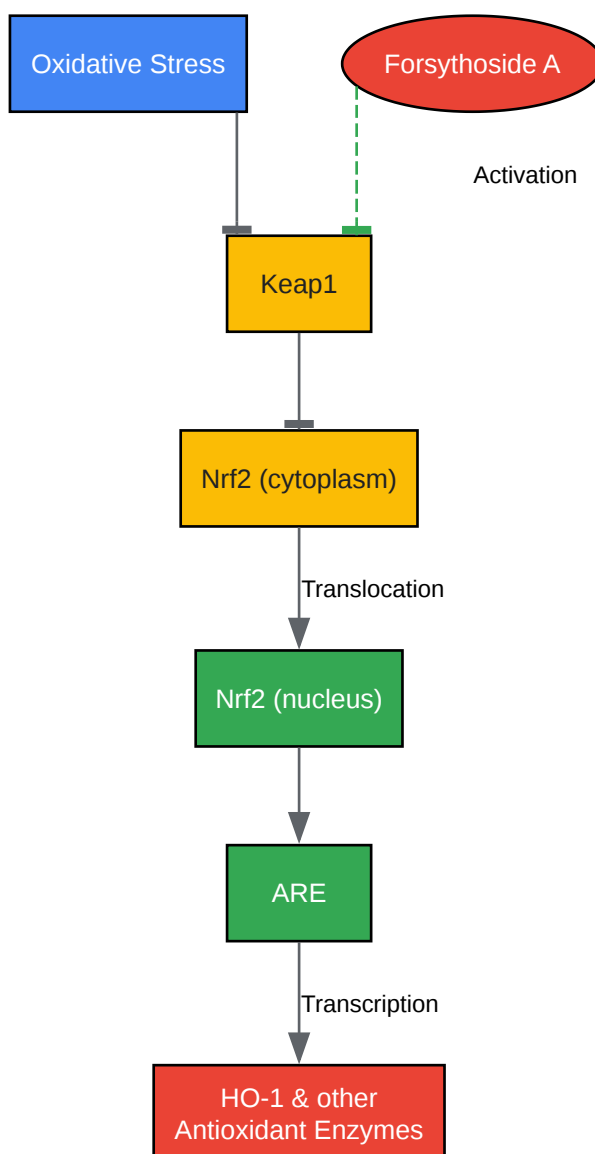 Oxidative Stress
Forsythoside A
Activation
Keap1
Nrf2 (cytoplasm)
Translocation
Nrf2 (nucleus)
ARE
Transcription
HO-1 & other
Antioxidant Enzymes